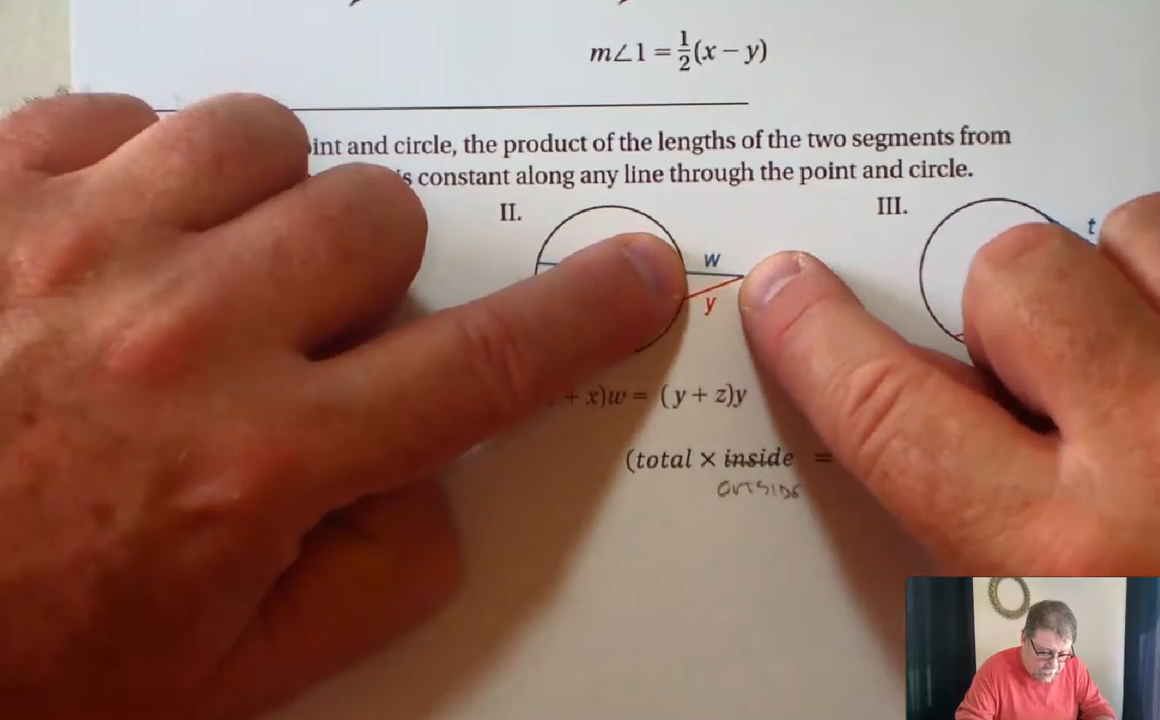 m∠1 = 1/2(x − y)
int and circle, the product of the lengths of the two segments from
s constant along any line through the point and circle.
II.
III.
w
t
y
+ x)w = (y + z)y
(total × inside =
OUTSIDE